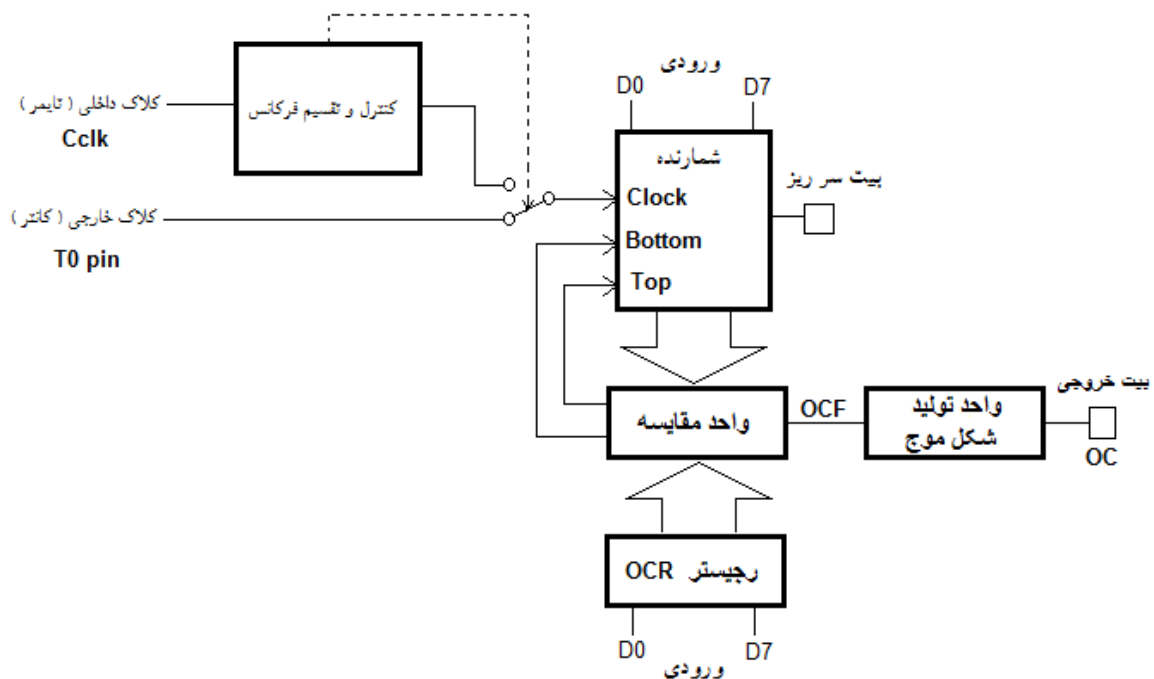 کلاک داخلی ( تایمر )
Cclk
کنترل و تقسیم فرکانس
کلاک خارجی ( کانتر )
T0 pin
ورودی
D0
D7
شمارنده
Clock
Bottom
Top
بیت سر ریز
واحد مقایسه
OCF
واحد تولید
شکل موج
بیت خروجی
OC
رجیستر OCR
D0
D7
ورودی